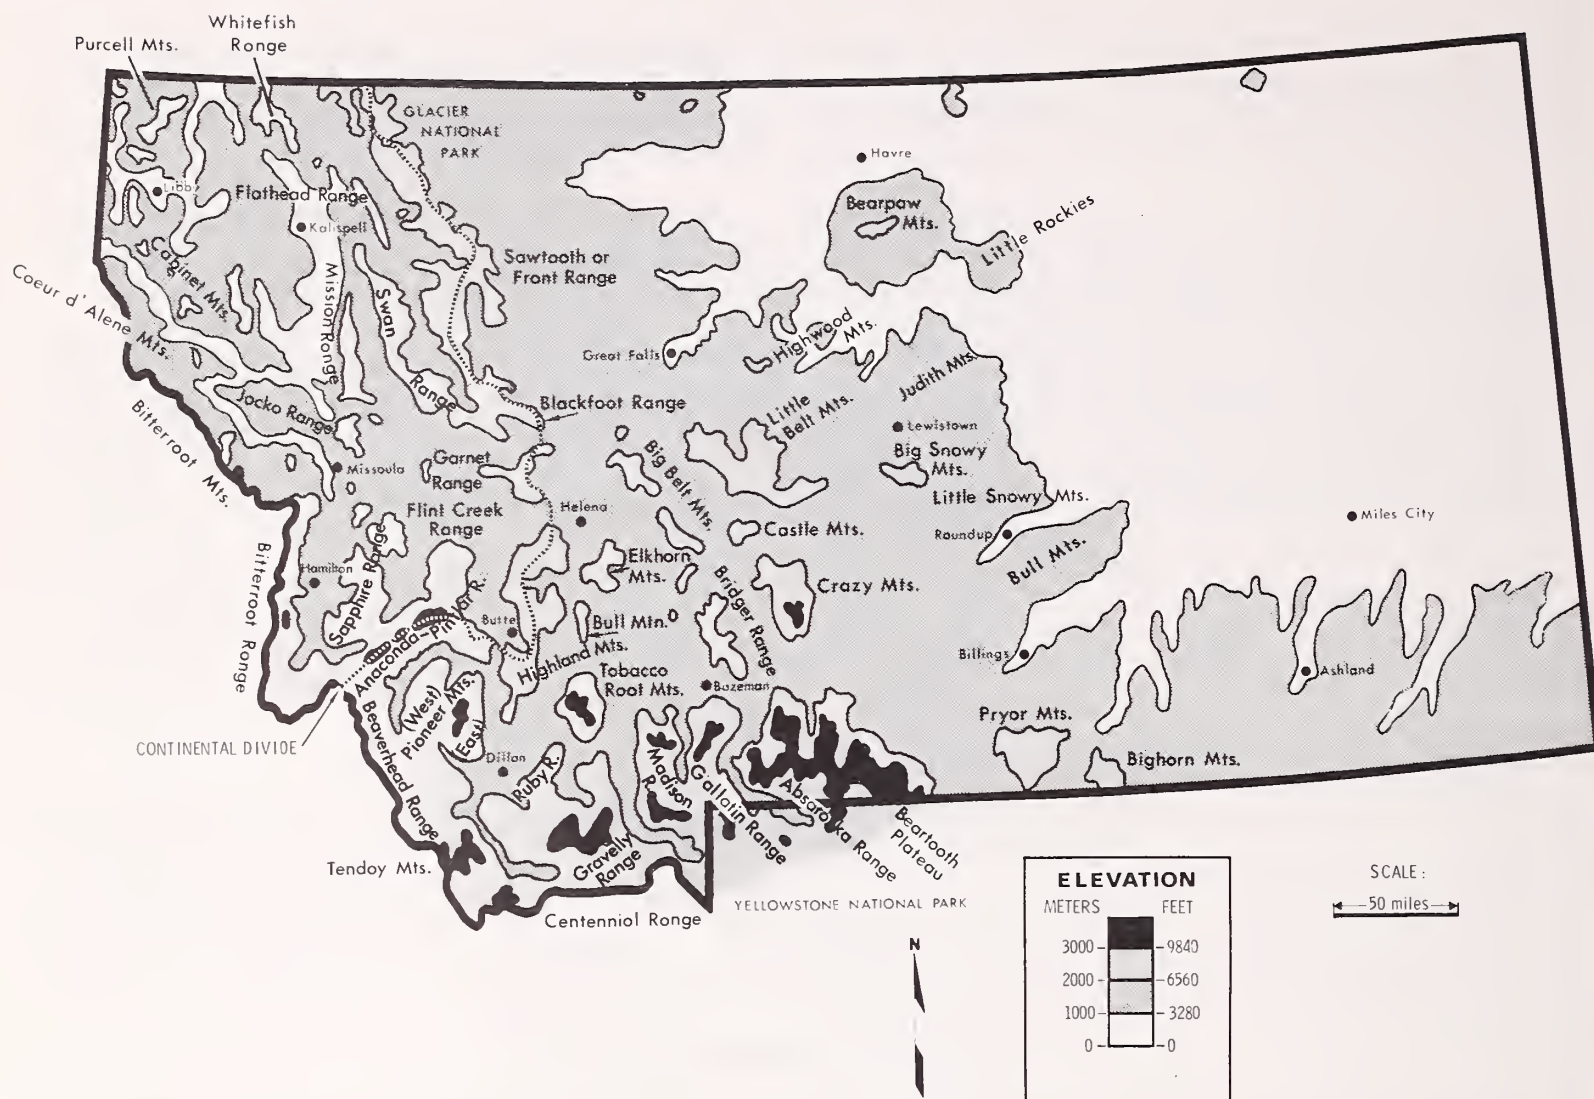 Whitefish
Ronge
Purcell Mts.
GLACIER
NATIONAL
PARK
Havre
Libby
Flathead Range
Kalispell
Bearpaw
Mts.
Little Rockies
Sawtooth or
Front Range
Cabinet Mts.
Coeur d'Alene Mts.
Mission Range
Swan
Range
Great Falls
Highwood
Mts.
Judith Mts.
Jocko Range
Blackfoot Range
Little
Belt Mts.
Bitterroot Mts.
Lewistown
Big Snowy
Mts.
Missoula
Garnet
Range
Big Belt Mts.
Little Snowy Mts.
Flint Creek
Range
Helena
Castle Mts.
Roundup
Miles City
Bitterroot Range
Hamilton
Sapphire Range
Elkhorn
Mts.
Bull Mts.
Crazy Mts.
Bridger Range
Butte
Bull Mtn.
Anaconda-Pintlar R.
Highland Mts.
Billings
Ashland
Tobacco
Root Mts.
Bozeman
(West)
Pioneer Mts.
(East)
Pryor Mts.
CONTINENTAL DIVIDE
Beaverhead Range
Dillon
Ruby R.
Madison
R.
Gallatin Range
Absaroka Range
Beartooth
Plateau
Bighorn Mts.
Tendoy Mts.
Gravelly
Range
Centenniol Ronge
YELLOWSTONE NATIONAL PARK
N
ELEVATION
METERS FEET
3000 9840
2000 6560
1000 3280
0 0
SCALE:
50 miles